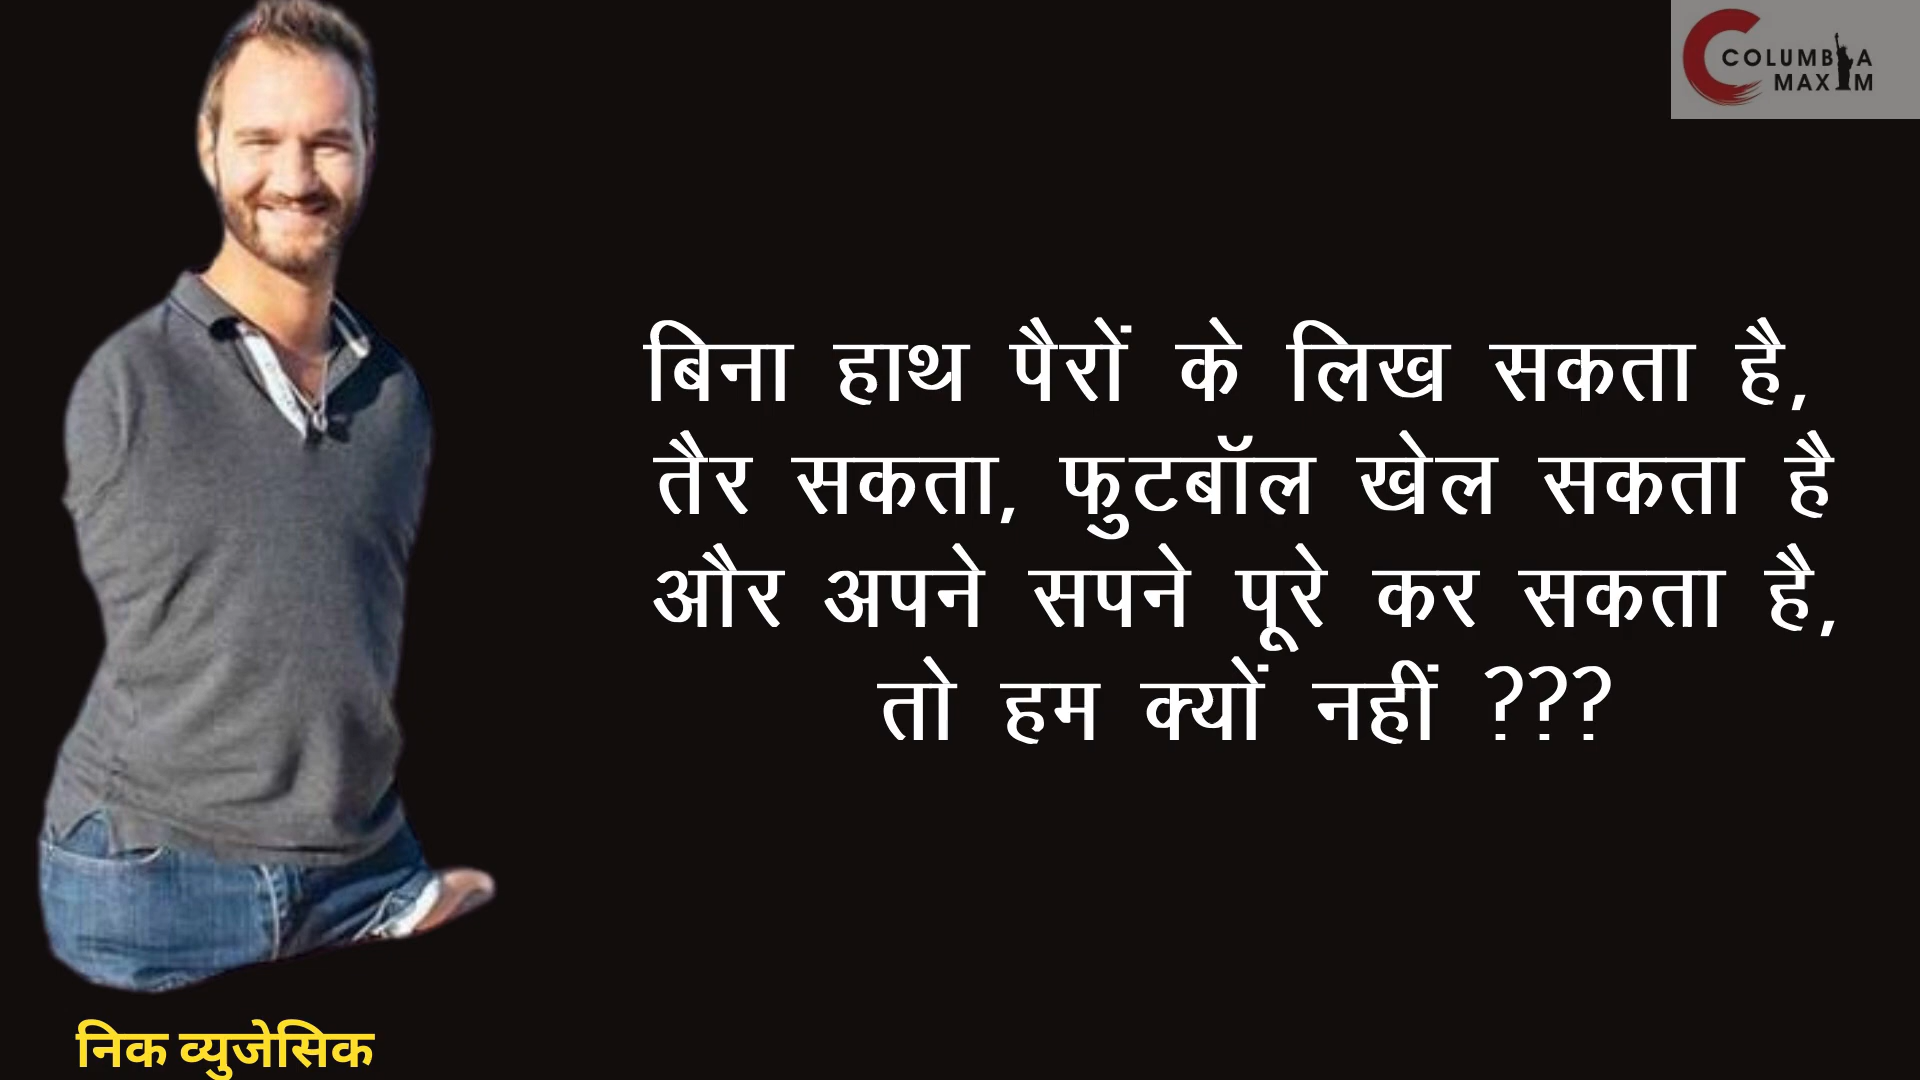 COLUMBIA
MAXIM
बिना हाथ पैरों के लिख सकता है,
तैर सकता, फुटबॉल खेल सकता है
और अपने सपने पूरे कर सकता है,
तो हम क्यों नहीं ???
निक व्युजेसिक